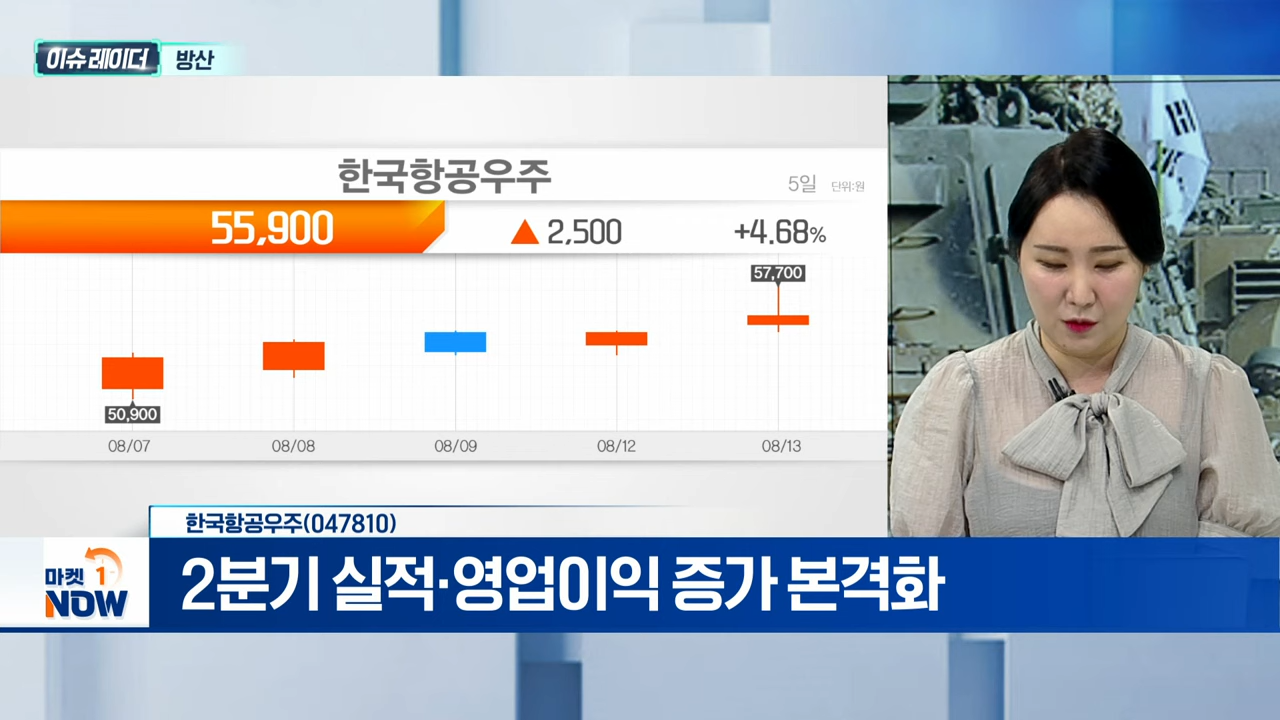 이슈 레이더 방산
한국항공우주
5일 단위:원
55,900 ▲ 2,500 +4.68%
57,700
50,900
08/07 08/08 08/09 08/12 08/13
한국항공우주(047810)
마켓 1
NOW
2분기 실적·영업이익 증가 본격화